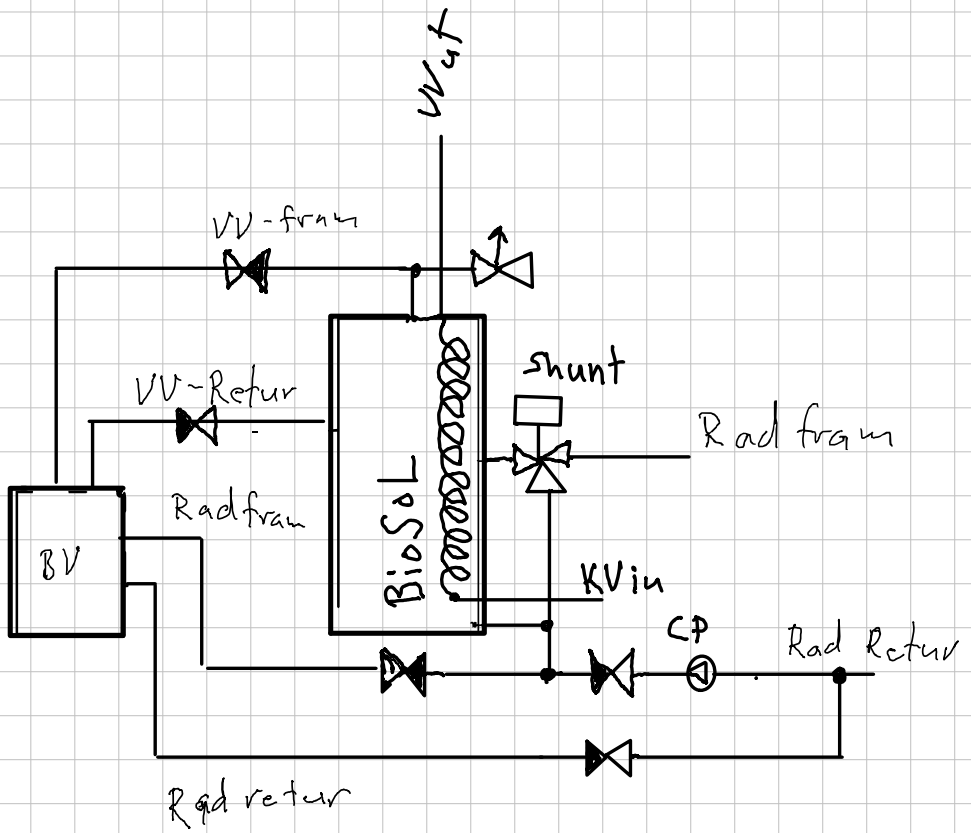 VVut
VV-fram
Shunt
VV-Retur
Rad fram
Radfram
BioSoL
BV
KVin
CP
Rad Retur
Rad retur